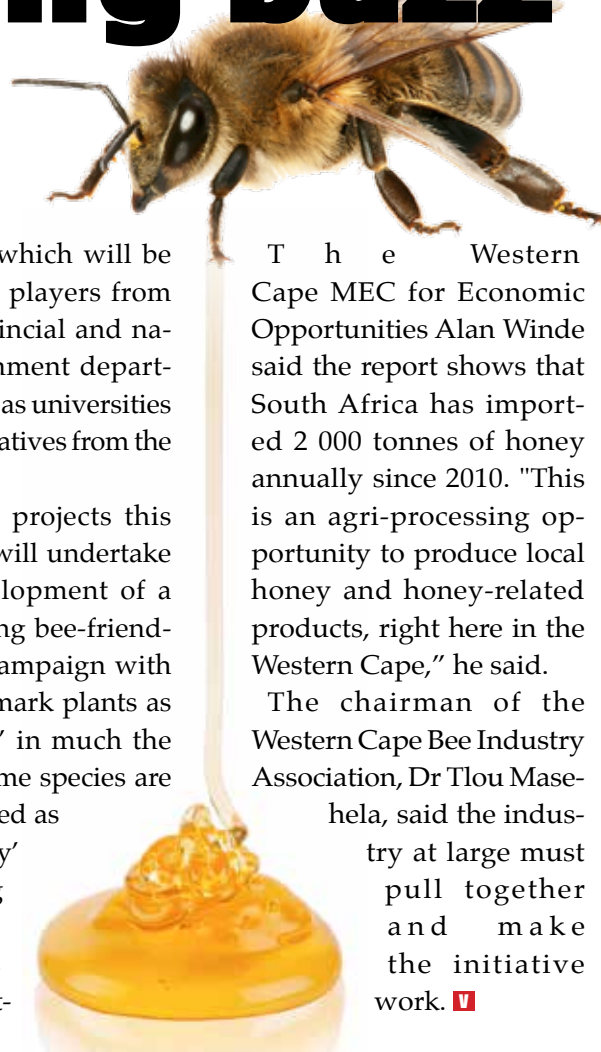 ng buzz
which will be
players from
incial and na-
nment depart-
as universities
atives from the
projects this
will undertake
lopment of a
ng bee-friend-
ampaign with
mark plants as
’ in much the
me species are
ed as
y’
g
t-
The Western
Cape MEC for Economic
Opportunities Alan Winde
said the report shows that
South Africa has import-
ed 2 000 tonnes of honey
annually since 2010. "This
is an agri-processing op-
portunity to produce local
honey and honey-related
products, right here in the
Western Cape,” he said.
The chairman of the
Western Cape Bee Industry
Association, Dr Tlou Mase-
hela, said the indus-
try at large must
pull together
and make
the initiative
work. V